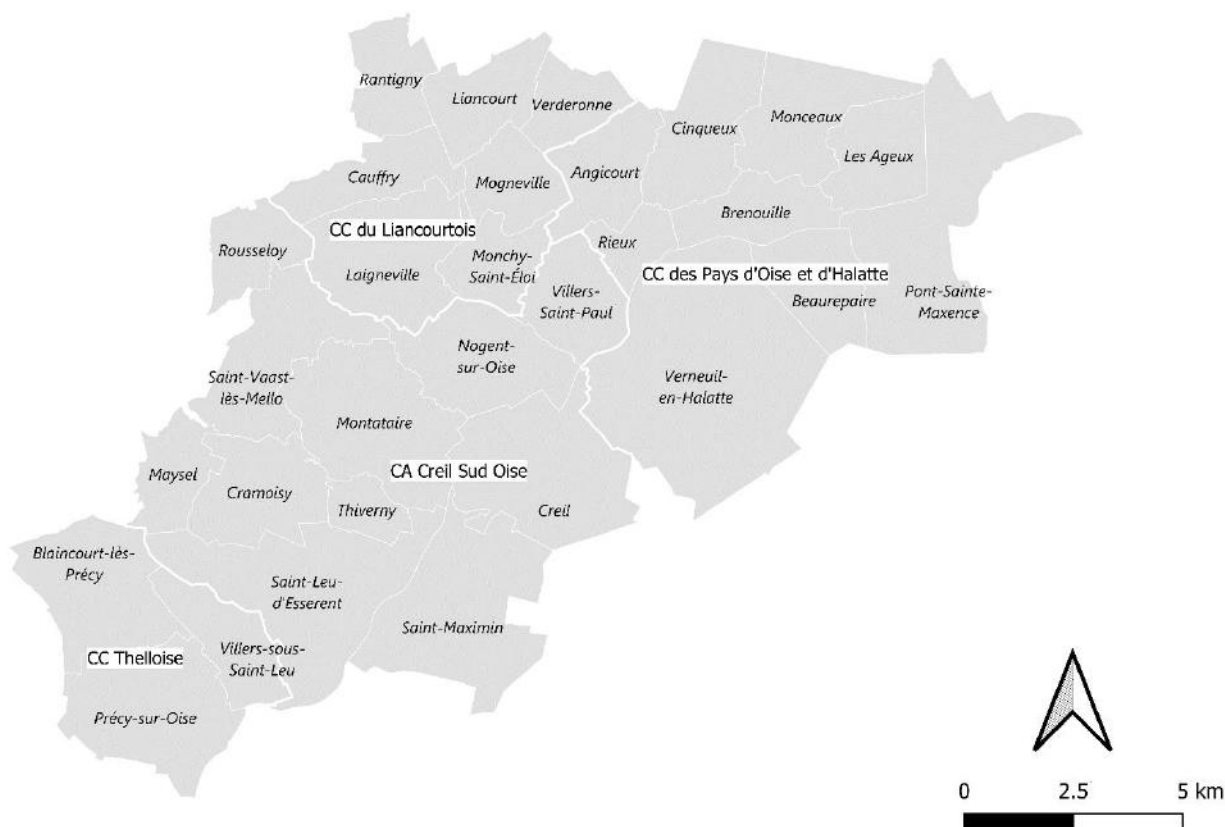 Rantigny
Liancourt
Verderonne
Cinqueux
Monceaux
Les Ageux
Cauffry
Mogneville
Angicourt
Brenouille
Rousseloy
CC du Liancourtois
Rieux
Laigneville
Monchy-
Saint-Éloi
CC des Pays d'Oise et d'Halatte
Villers-
Saint-Paul
Beaurepaire
Pont-Sainte-
Maxence
Nogent-
sur-Oise
Saint-Vaast-
lès-Mello
Verneuil-
en-Halatte
Montataire
Maysel
CA Creil Sud Oise
Cramoisy
Thiverny
Creil
Blaincourt-lès-
Précy
Saint-Leu-
d'Esserent
Saint-Maximin
Villers-sous-
Saint-Leu
CC Thelloise
Précy-sur-Oise
0 2.5 5 km